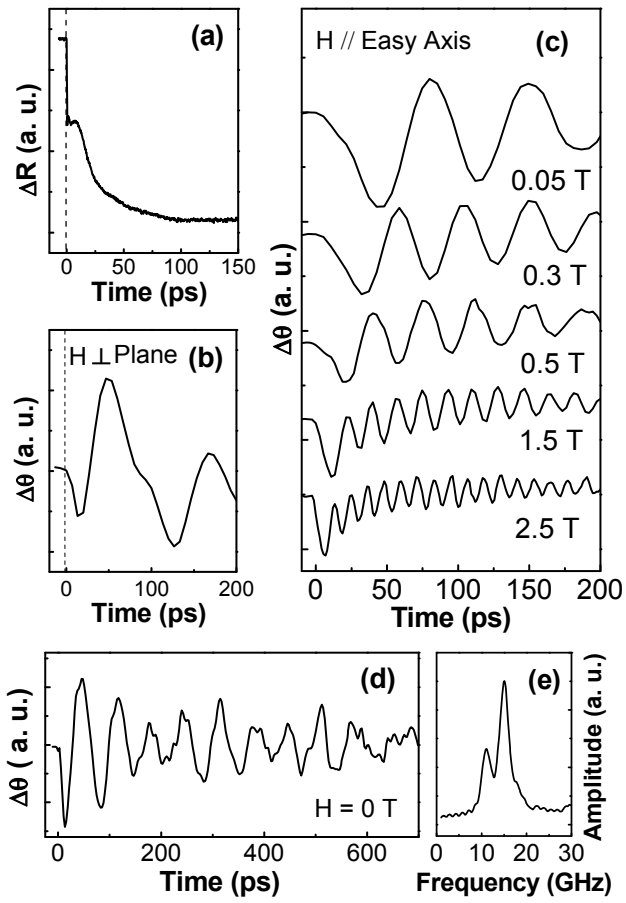 (a)
ΔR (a. u.)
0 50 100 150
Time (ps)
H ⊥ Plane (b)
Δθ (a. u.)
0 100 200
Time (ps)
H // Easy Axis (c)
0.05 T
0.3 T
0.5 T
1.5 T
2.5 T
Δθ (a. u.)
0 50 100 150 200
Time (ps)
(d)
H = 0 T
Δθ ( a. u.)
0 200 400 600
Time (ps)
(e)
Amplitude (a. u.)
0 10 20 30
Frequency (GHz)